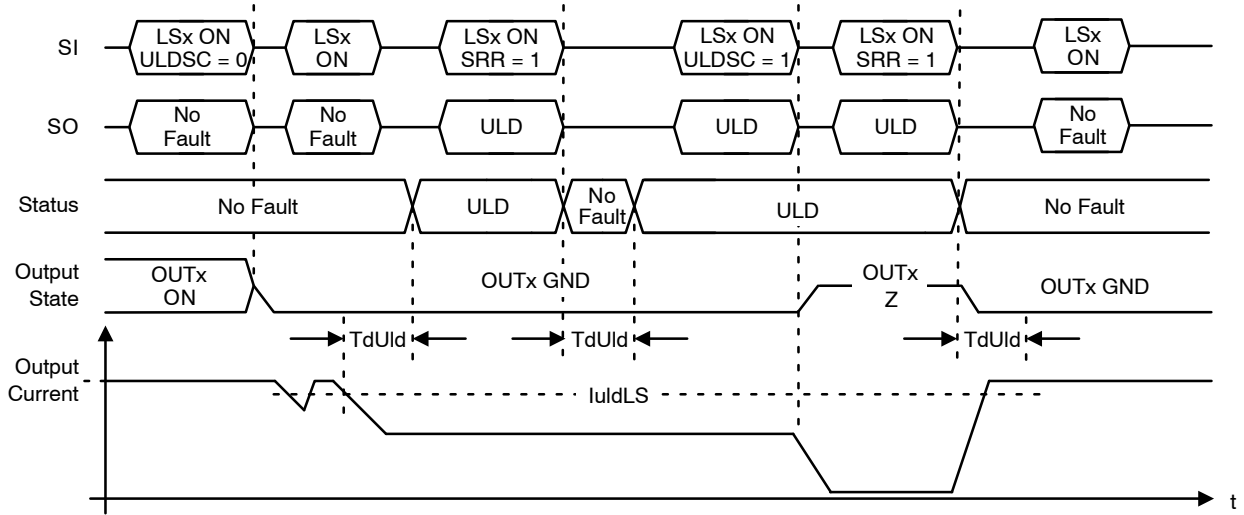 SI
LSx ON
ULDSC = 0
LSx
ON
LSx ON
SRR = 1
LSx ON
ULDSC = 1
LSx ON
SRR = 1
LSx
ON
SO
No
Fault
No
Fault
ULD
ULD
ULD
No
Fault
Status
No Fault
ULD
No
Fault
ULD
No Fault
Output
State
OUTx
ON
OUTx GND
OUTx
Z
OUTx GND
TdUld
TdUld
TdUld
Output
Current
IuldLS
t